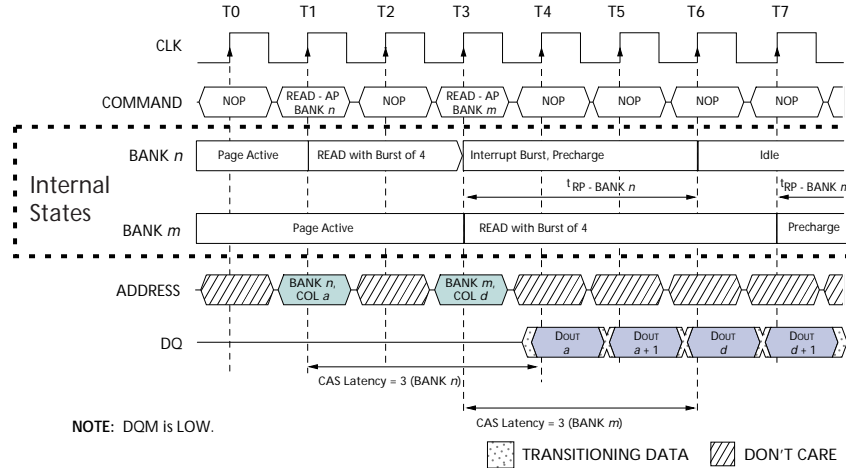 T0 T1 T2 T3 T4 T5 T6 T7
CLK
COMMAND NOP READ - AP BANK n NOP READ - AP BANK m NOP NOP NOP NOP
Internal States
BANK n Page Active READ with Burst of 4 Interrupt Burst, Precharge Idle
tRP - BANK n tRP - BANK m
BANK m Page Active READ with Burst of 4 Precharge
ADDRESS BANK n, COL a BANK m, COL d
DQ DOUT a DOUT a + 1 DOUT d DOUT d + 1
CAS Latency = 3 (BANK n)
CAS Latency = 3 (BANK m)
NOTE: DQM is LOW.
TRANSITIONING DATA DON'T CARE